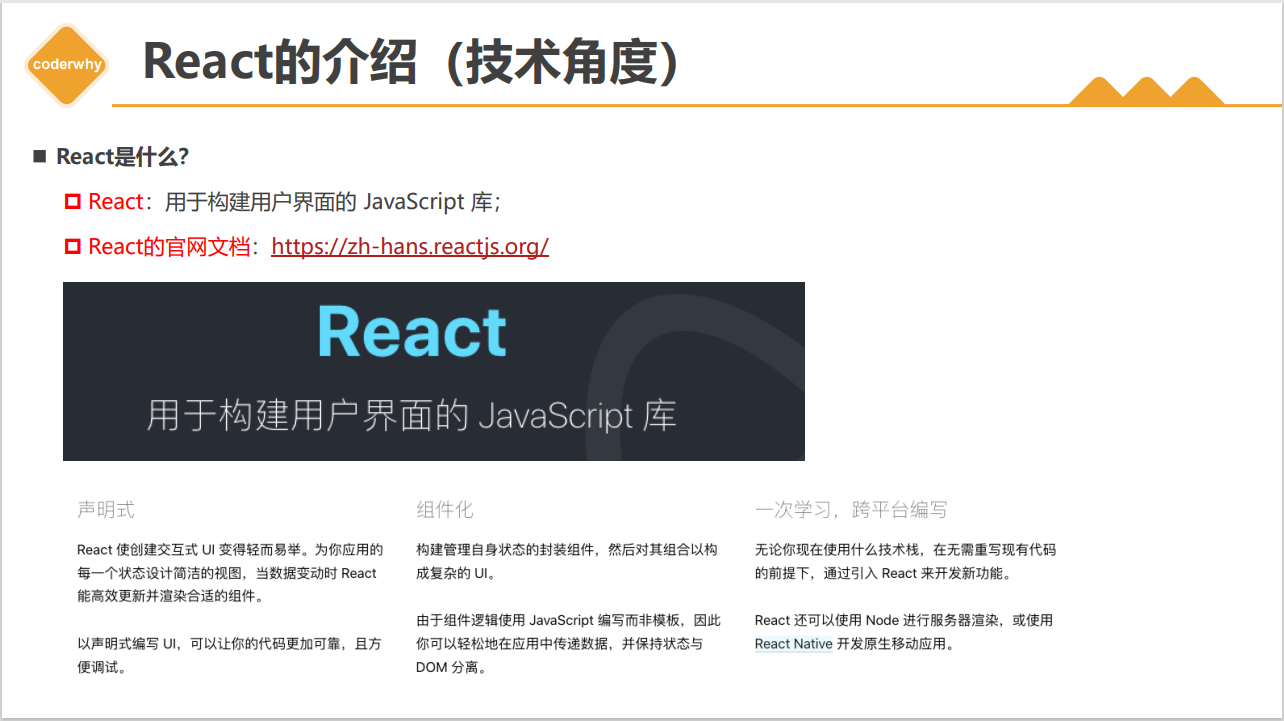 coderwhy
React的介绍（技术角度）
React是什么？
React：用于构建用户界面的 JavaScript 库；
React的官网文档：https://zh-hans.reactjs.org/
React
用于构建用户界面的 JavaScript 库
声明式
React 使创建交互式 UI 变得轻而易举。为你应用的
每一个状态设计简洁的视图，当数据变动时 React
能高效更新并渲染合适的组件。
以声明式编写 UI，可以让你的代码更加可靠，且方
便调试。
组件化
构建管理自身状态的封装组件，然后对其组合以构
成复杂的 UI。
由于组件逻辑使用 JavaScript 编写而非模板，因此
你可以轻松地在应用中传递数据，并保持状态与
DOM 分离。
一次学习，跨平台编写
无论你现在使用什么技术栈，在无需重写现有代码
的前提下，通过引入 React 来开发新功能。
React 还可以使用 Node 进行服务器渲染，或使用
React Native 开发原生移动应用。